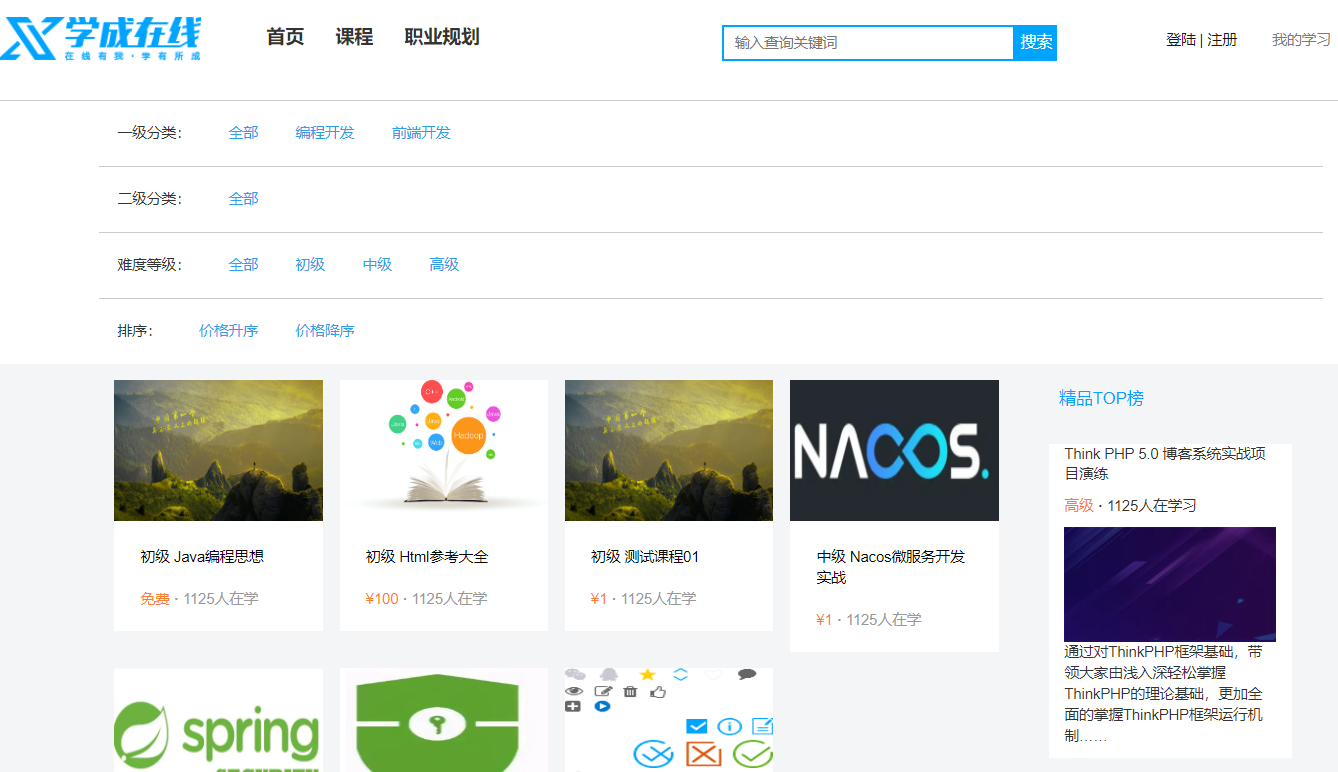 学成在线
在线有我·学有所成
首页 课程 职业规划
输入查询关键词 搜索
登陆 | 注册 我的学习
一级分类： 全部 编程开发 前端开发
二级分类： 全部
难度等级： 全部 初级 中级 高级
排序： 价格升序 价格降序
C++
Android
Java
Java
Java
Web
Hadoop
NACOS.
初级 Java编程思想
免费 · 1125人在学
初级 Html参考大全
¥100 · 1125人在学
初级 测试课程01
¥1 · 1125人在学
中级 Nacos微服务开发
实战
¥1 · 1125人在学
spring
SECURITY
精品TOP榜
Think PHP 5.0 博客系统实战项
目演练
高级 · 1125人在学习
通过对ThinkPHP框架基础，带
领大家由浅入深轻松掌握
ThinkPHP的理论基础，更加全
面的掌握ThinkPHP框架运行机
制……